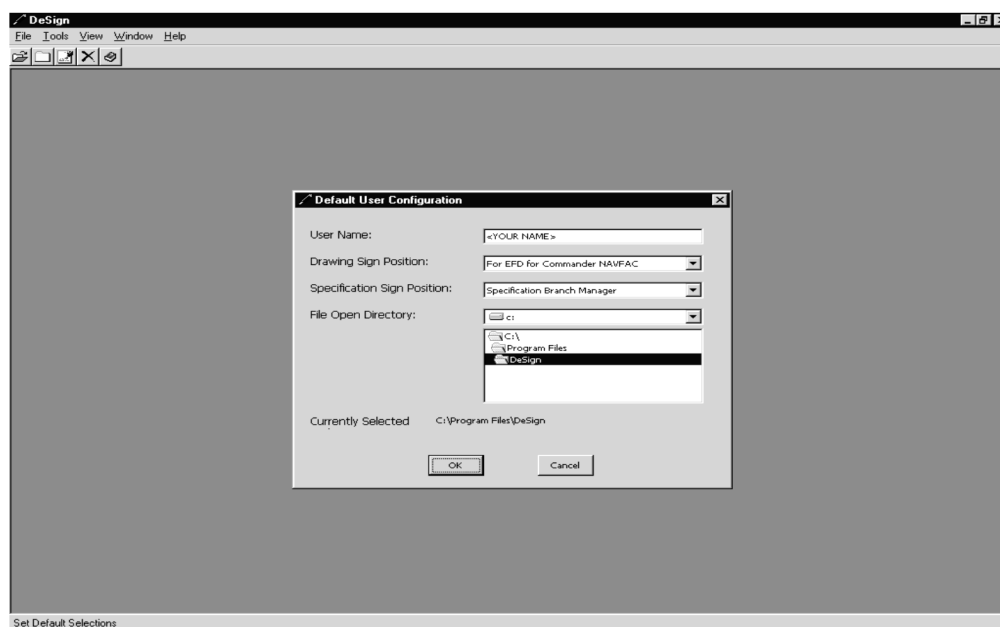 DeSign
File Tools View Window Help
Default User Configuration
User Name: <YOUR NAME>
Drawing Sign Position: For EFD for Commander NAVFAC
Specification Sign Position: Specification Branch Manager
File Open Directory: c:
C:\
Program Files
DeSign
Currently Selected C:\Program Files\DeSign
OK Cancel
Set Default Selections